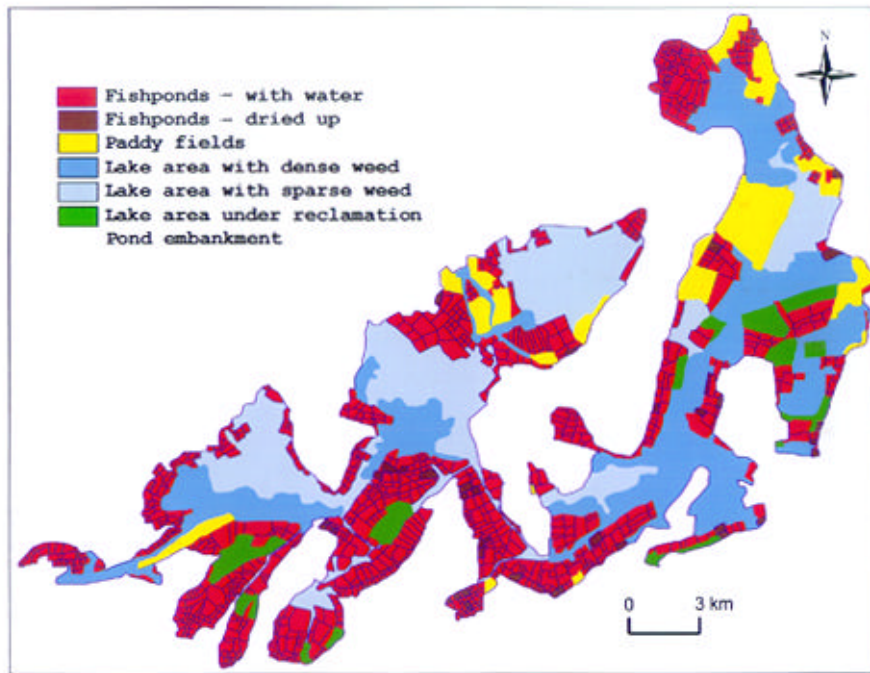 N
Fishponds — with water
Fishponds — dried up
Paddy fields
Lake area with dense weed
Lake area with sparse weed
Lake area under reclamation
Pond embankment
0 3 km